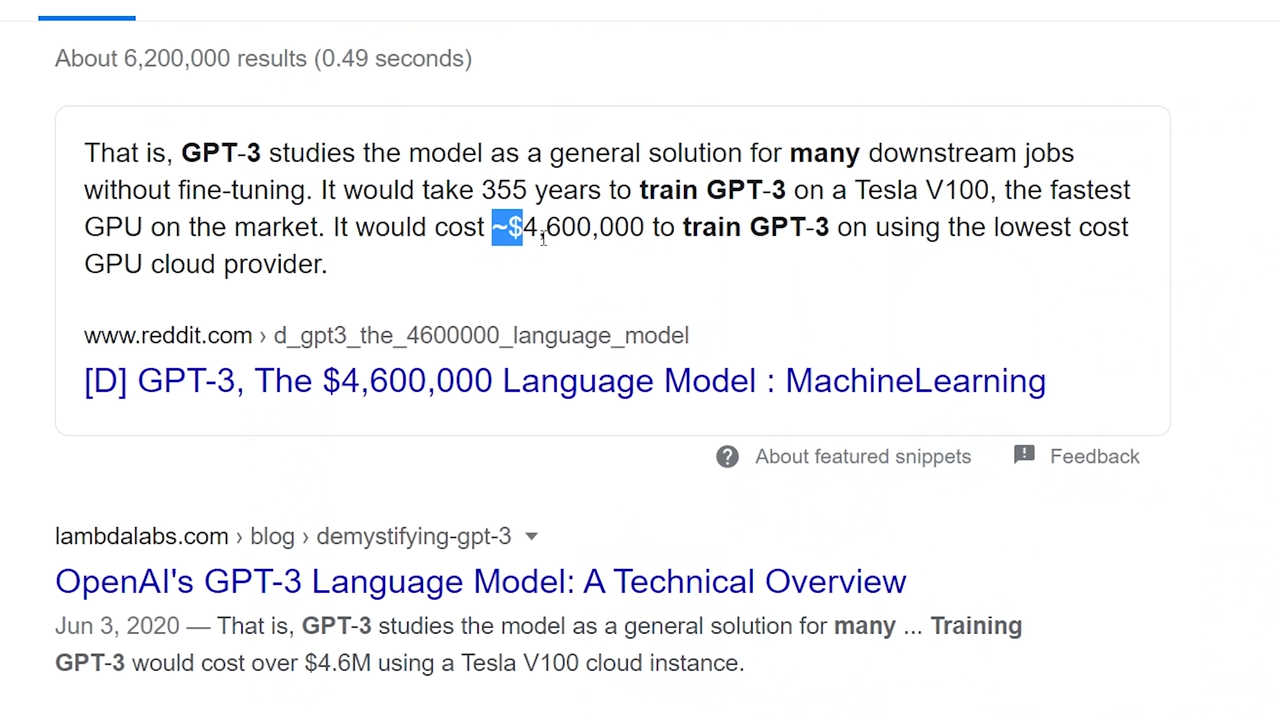 About 6,200,000 results (0.49 seconds)
That is, GPT-3 studies the model as a general solution for many downstream jobs
without fine-tuning. It would take 355 years to train GPT-3 on a Tesla V100, the fastest
GPU on the market. It would cost ~$4,600,000 to train GPT-3 on using the lowest cost
GPU cloud provider.
www.reddit.com › d_gpt3_the_4600000_language_model
[D] GPT-3, The $4,600,000 Language Model : MachineLearning
About featured snippets Feedback
lambdalabs.com › blog › demystifying-gpt-3
OpenAI's GPT-3 Language Model: A Technical Overview
Jun 3, 2020 — That is, GPT-3 studies the model as a general solution for many ... Training
GPT-3 would cost over $4.6M using a Tesla V100 cloud instance.